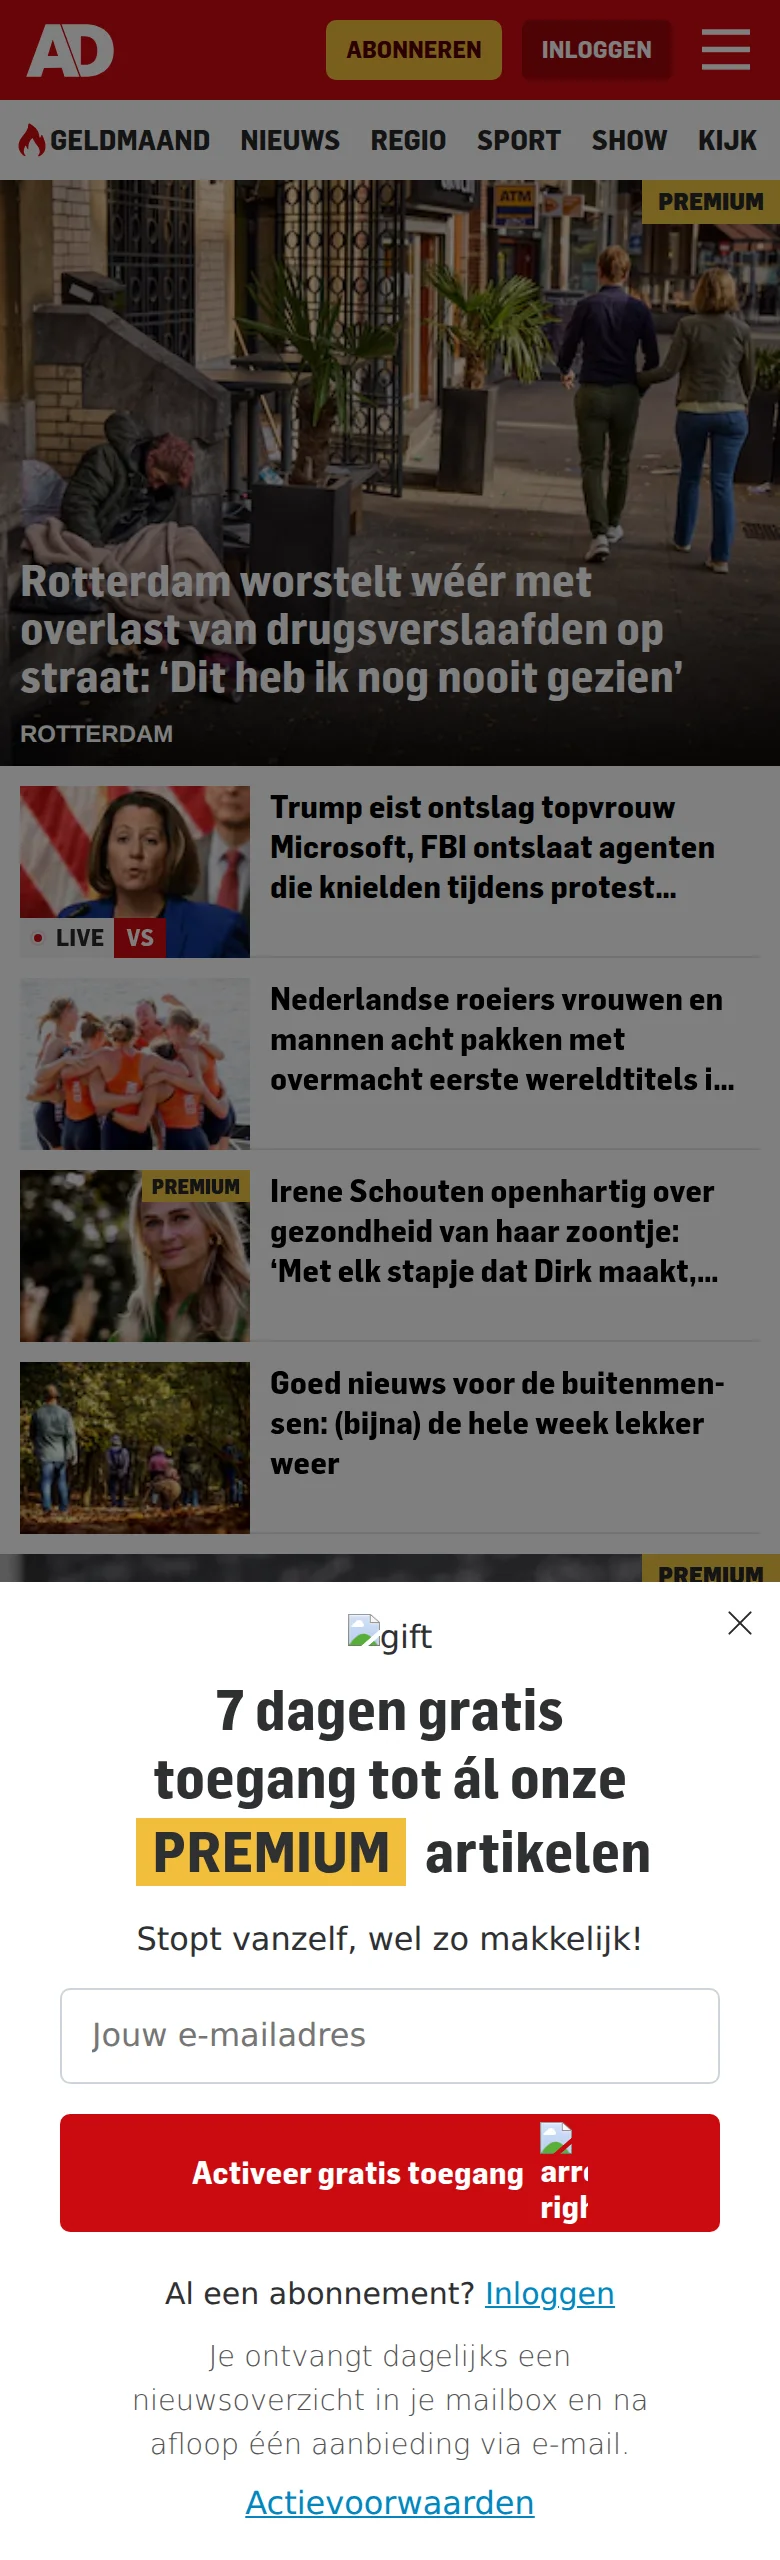 AD
ABONNEREN
INLOGGEN
GELDMAAND NIEUWS REGIO SPORT SHOW KIJK
ATM
PREMIUM
Rotterdam worstelt wéér met
overlast van drugsverslaafden op
straat: ‘Dit heb ik nog nooit gezien’
ROTTERDAM
Trump eist ontslag topvrouw
Microsoft, FBI ontslaat agenten
die knielden tijdens protest...
LIVE VS
Nederlandse roeiers vrouwen en
mannen acht pakken met
overmacht eerste wereldtitels i...
PREMIUM
Irene Schouten openhartig over
gezondheid van haar zoontje:
‘Met elk stapje dat Dirk maakt,...
Goed nieuws voor de buitenmen-
sen: (bijna) de hele week lekker
weer
PREMIUM
gift
7 dagen gratis
toegang tot ál onze
PREMIUM artikelen
Stopt vanzelf, wel zo makkelijk!
Jouw e-mailadres
Activeer gratis toegang
Al een abonnement? Inloggen
Je ontvangt dagelijks een
nieuwsoverzicht in je mailbox en na
afloop één aanbieding via e-mail.
Actievoorwaarden